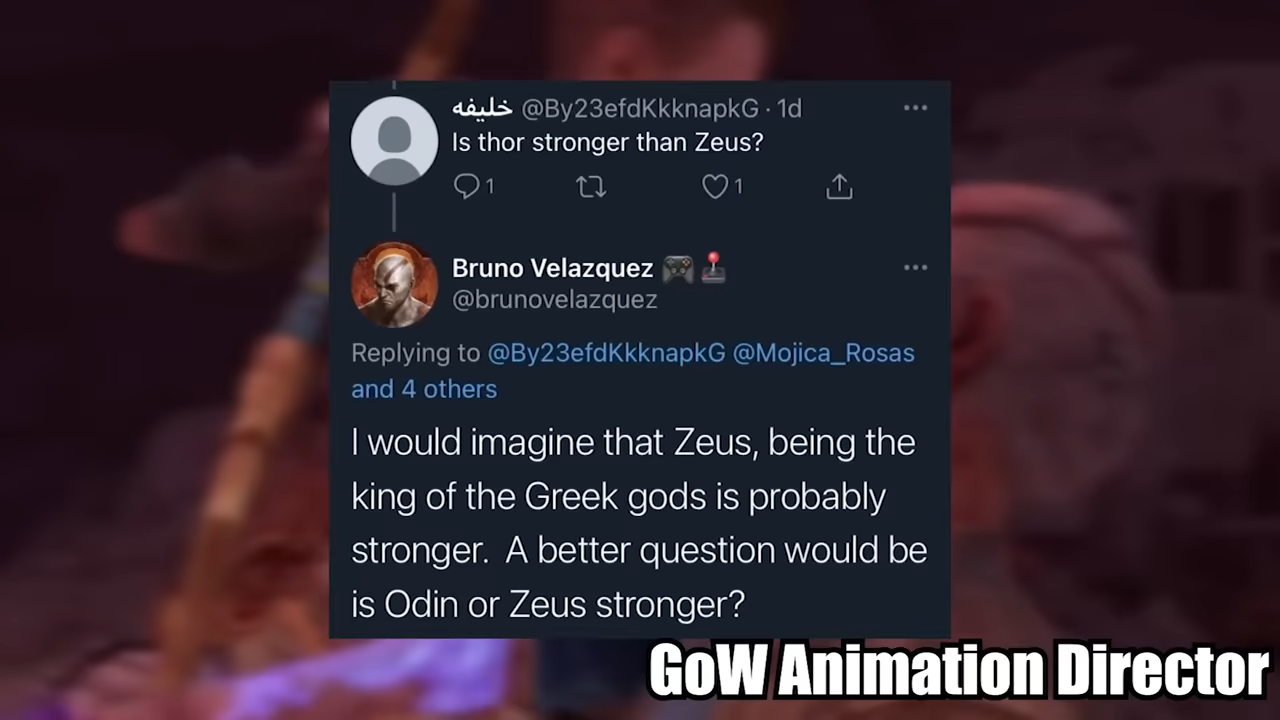 خليفه @By23efdKkknapkG · 1d
Is thor stronger than Zeus?
1 1
Bruno Velazquez
@brunovelazquez
Replying to @By23efdKkknapkG @Mojica_Rosas
and 4 others
I would imagine that Zeus, being the
king of the Greek gods is probably
stronger. A better question would be
is Odin or Zeus stronger?
GoW Animation Director